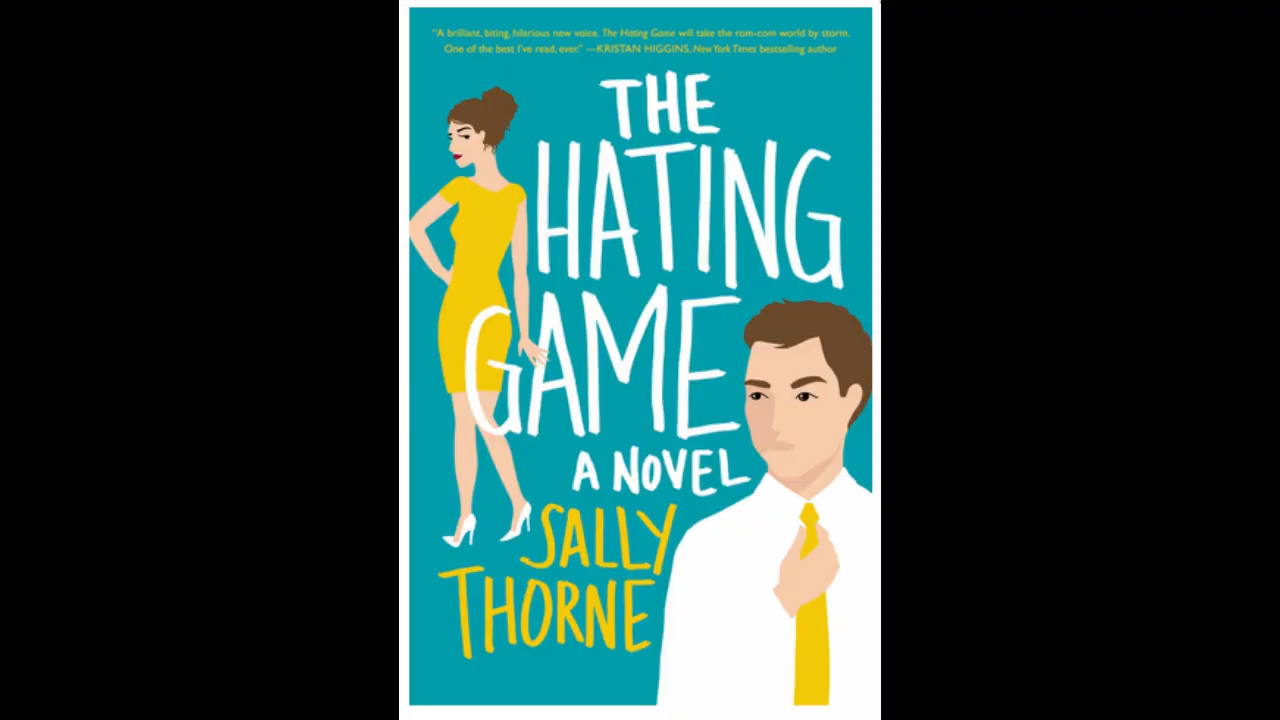 "A brilliant, biting, hilarious new voice. The Hating Game will take the rom-com world by storm.
One of the best I've read, ever." —KRISTAN HIGGINS, New York Times bestselling author
THE
HATING
GAME
A NOVEL
SALLY
THORNE